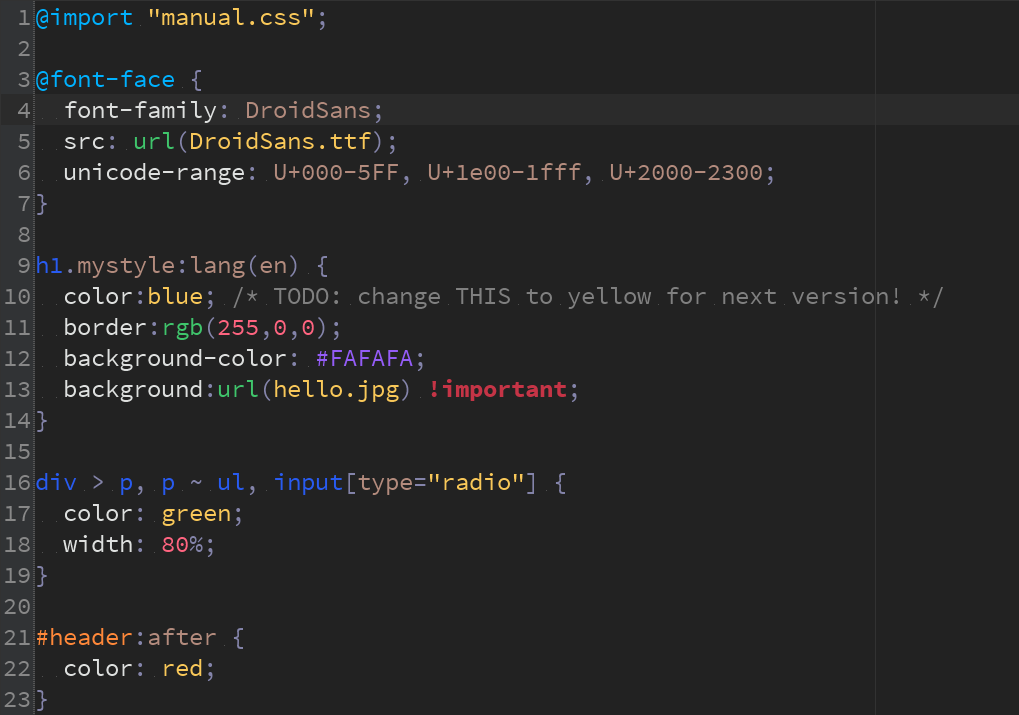 1 @import "manual.css";
2
3 @font-face {
4   font-family: DroidSans;
5   src: url(DroidSans.ttf);
6   unicode-range: U+000-5FF, U+1e00-1fff, U+2000-2300;
7 }
8
9 h1.mystyle:lang(en) {
10   color:blue; /* TODO: change THIS to yellow for next version! */
11   border:rgb(255,0,0);
12   background-color: #FAFAFA;
13   background:url(hello.jpg) !important;
14 }
15
16 div > p, p ~ ul, input[type="radio"] {
17   color: green;
18   width: 80%;
19 }
20
21 #header:after {
22   color: red;
23 }